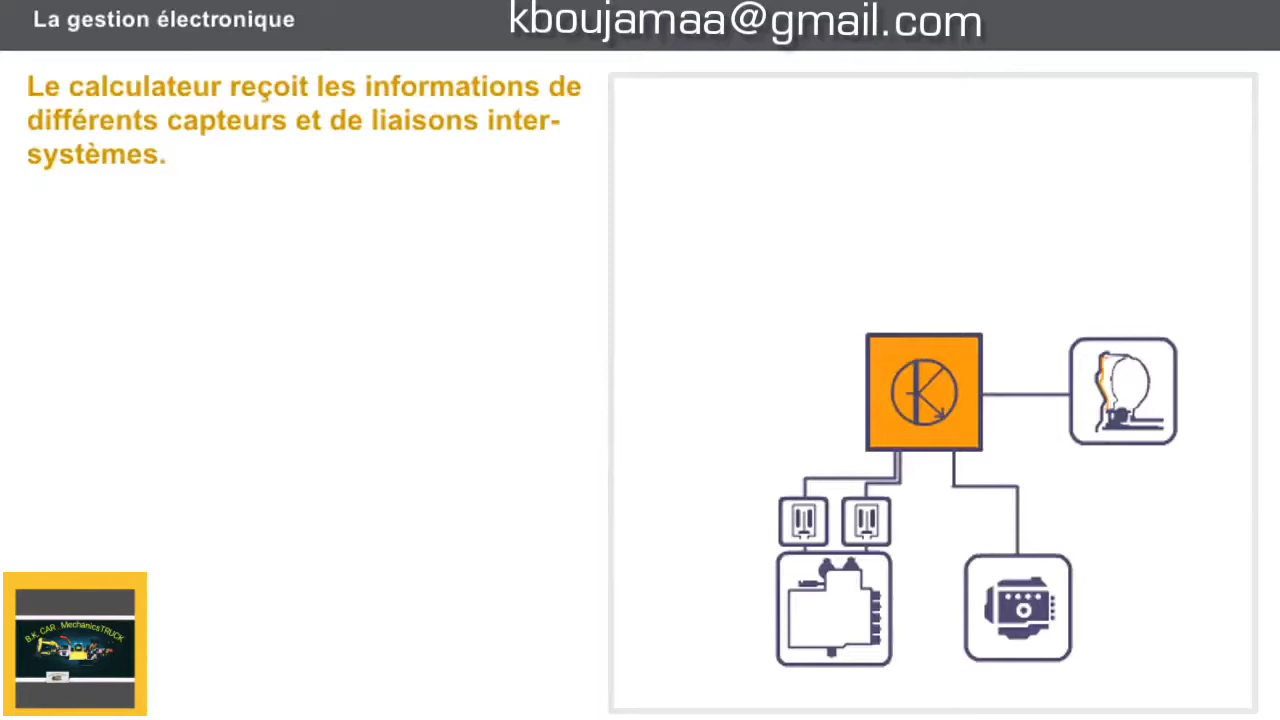 La gestion électronique
kboujamaa@gmail.com
Le calculateur reçoit les informations de
différents capteurs et de liaisons inter-
systèmes.
B.K. CAR MechanicsTRUCK